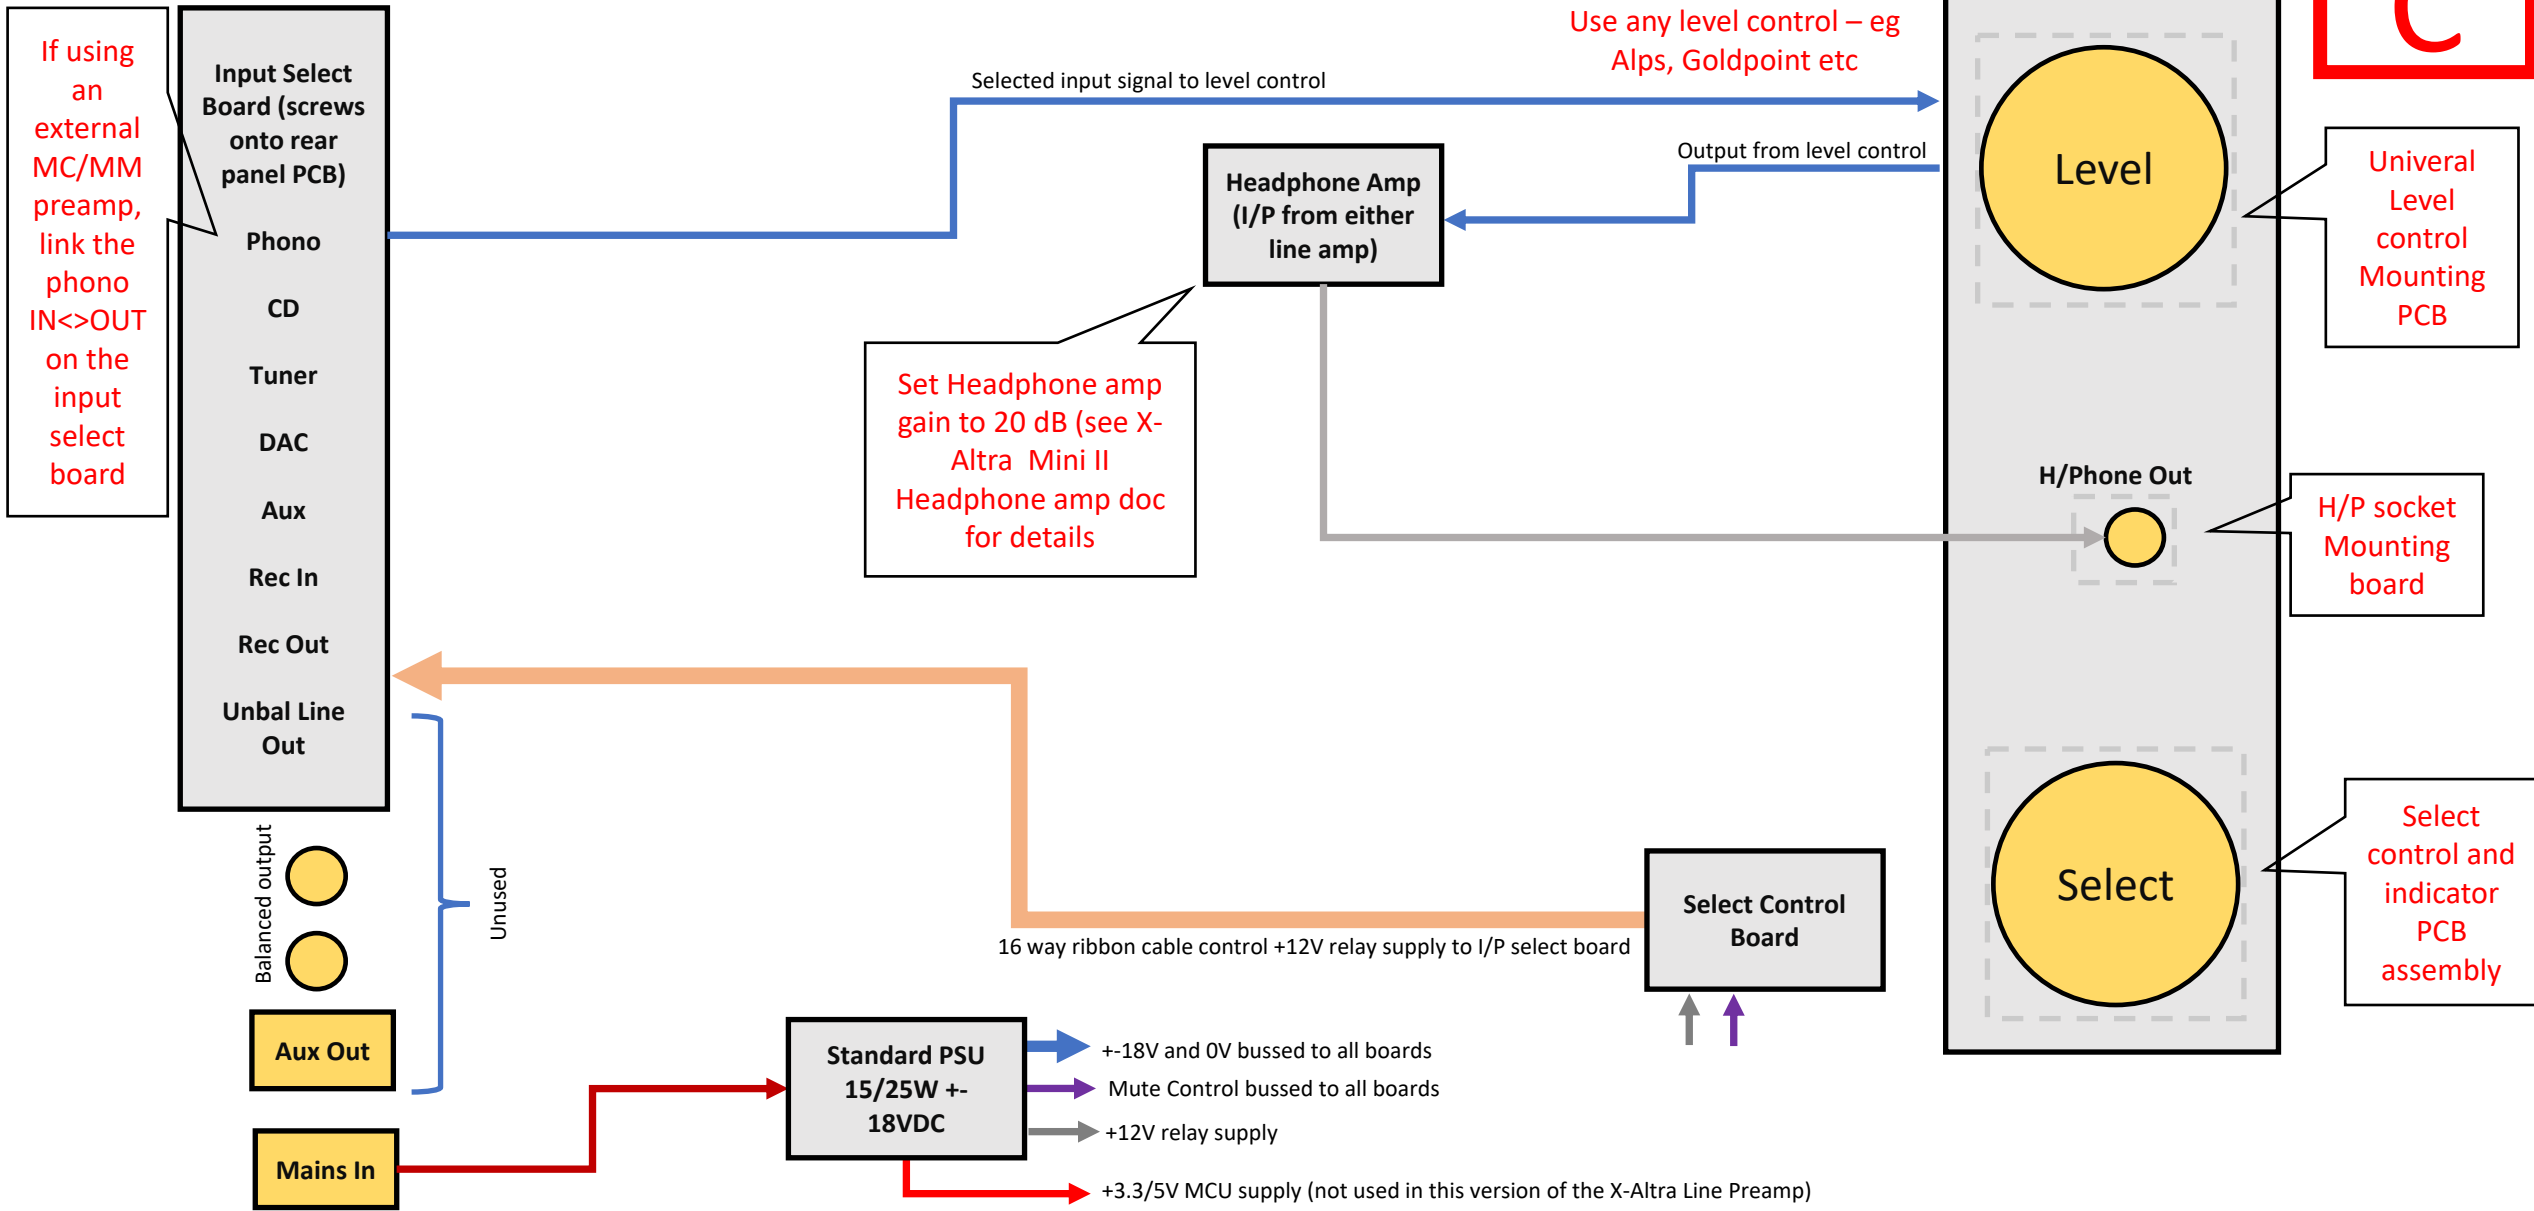 If using
an
external
MC/MM
preamp,
link the
phono
IN<>OUT
on the
input
select
board
Input Select
Board (screws
onto rear
panel PCB)
Phono
CD
Tuner
DAC
Aux
Rec In
Rec Out
Unbal Line
Out
Balanced output
Unused
Aux Out
Mains In
Selected input signal to level control
Use any level control – eg
Alps, Goldpoint etc
Output from level control
Headphone Amp
(I/P from either
line amp)
Set Headphone amp
gain to 20 dB (see X-
Altra  Mini II
Headphone amp doc
for details
16 way ribbon cable control +12V relay supply to I/P select board
Select Control
Board
Standard PSU
15/25W +-
18VDC
+-18V and 0V bussed to all boards
Mute Control bussed to all boards
+12V relay supply
+3.3/5V MCU supply (not used in this version of the X-Altra Line Preamp)
Level
H/Phone Out
Select
C
Univeral
Level
control
Mounting
PCB
H/P socket
Mounting
board
Select
control and
indicator
PCB
assembly